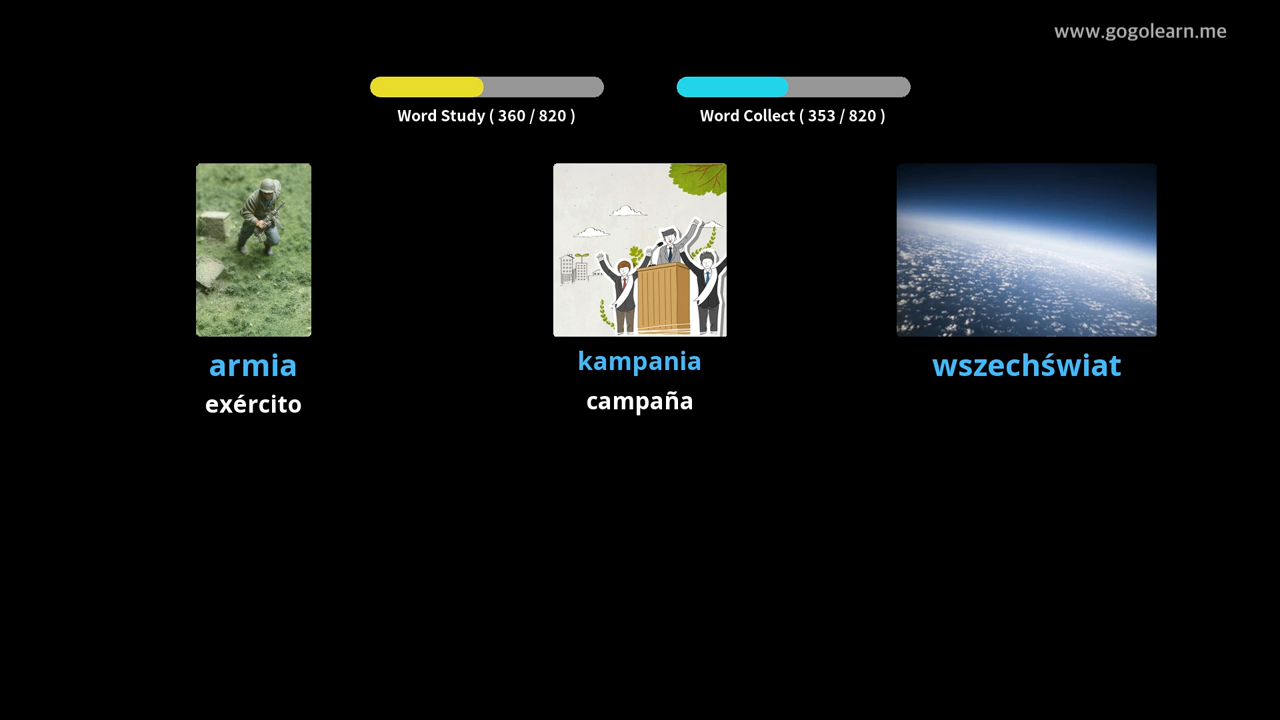 www.gogolearn.me
Word Study ( 360 / 820 )
Word Collect ( 353 / 820 )
armia
exército
kampania
campaña
wszechświat